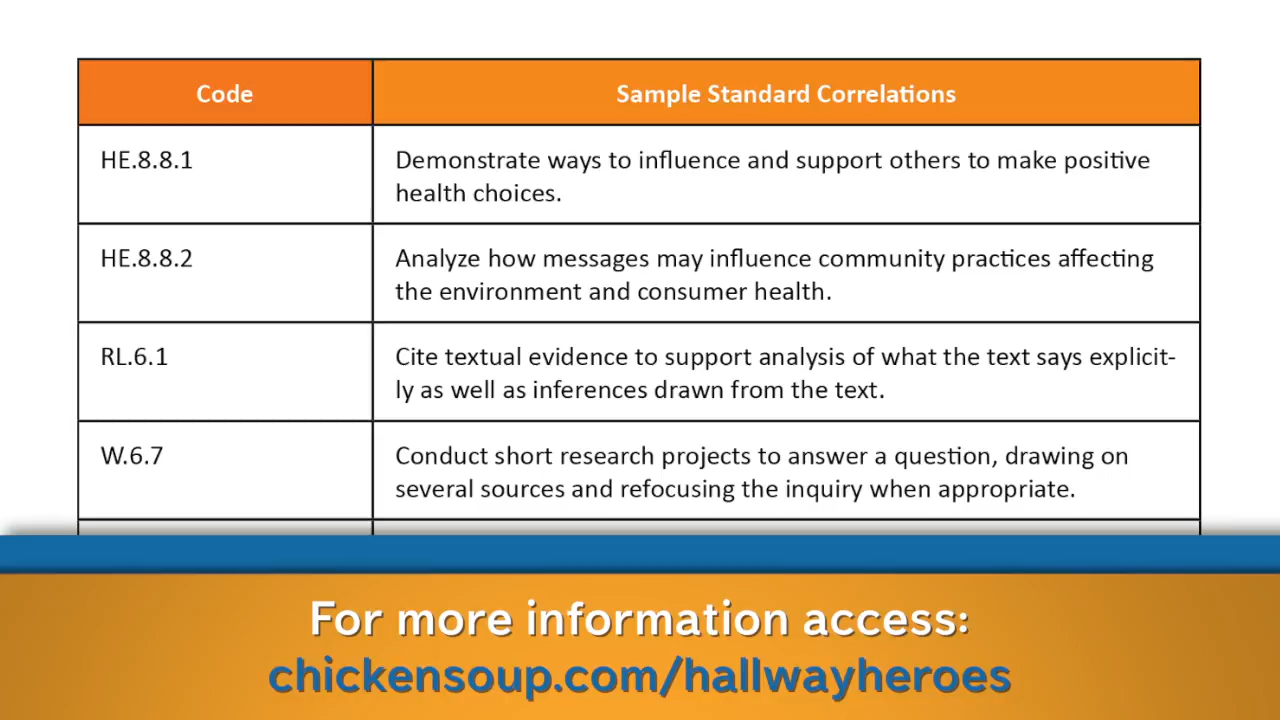 Code
Sample Standard Correlations
HE.8.8.1
Demonstrate ways to influence and support others to make positive
health choices.
HE.8.8.2
Analyze how messages may influence community practices affecting
the environment and consumer health.
RL.6.1
Cite textual evidence to support analysis of what the text says explicit-
ly as well as inferences drawn from the text.
W.6.7
Conduct short research projects to answer a question, drawing on
several sources and refocusing the inquiry when appropriate.
For more information access:
chickensoup.com/hallwayheroes